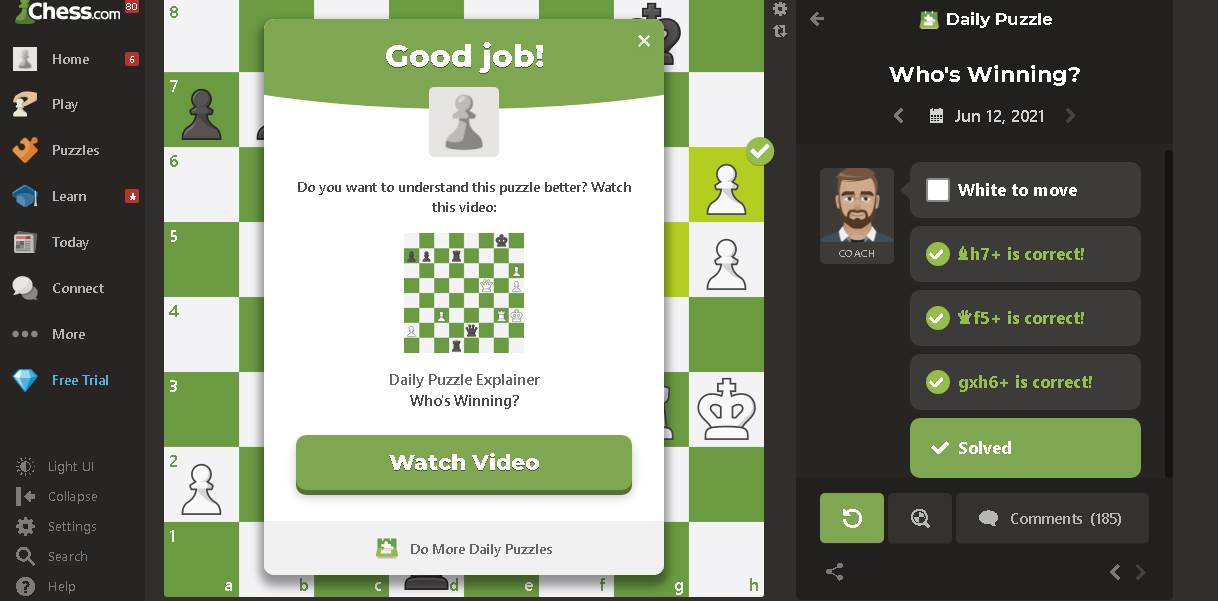 Chess.com
80
Home
6
Play
Puzzles
Learn
Today
Connect
More
Free Trial
Light UI
Collapse
Settings
Search
Help
8
7
6
5
4
3
2
1
a
b
c
d
e
f
g
h
Good job!
Do you want to understand this puzzle better? Watch
this video:
Daily Puzzle Explainer
Who's Winning?
Watch Video
Do More Daily Puzzles
Daily Puzzle
Who's Winning?
Jun 12, 2021
COACH
White to move
h7+ is correct!
f5+ is correct!
gxh6+ is correct!
Solved
Comments (185)